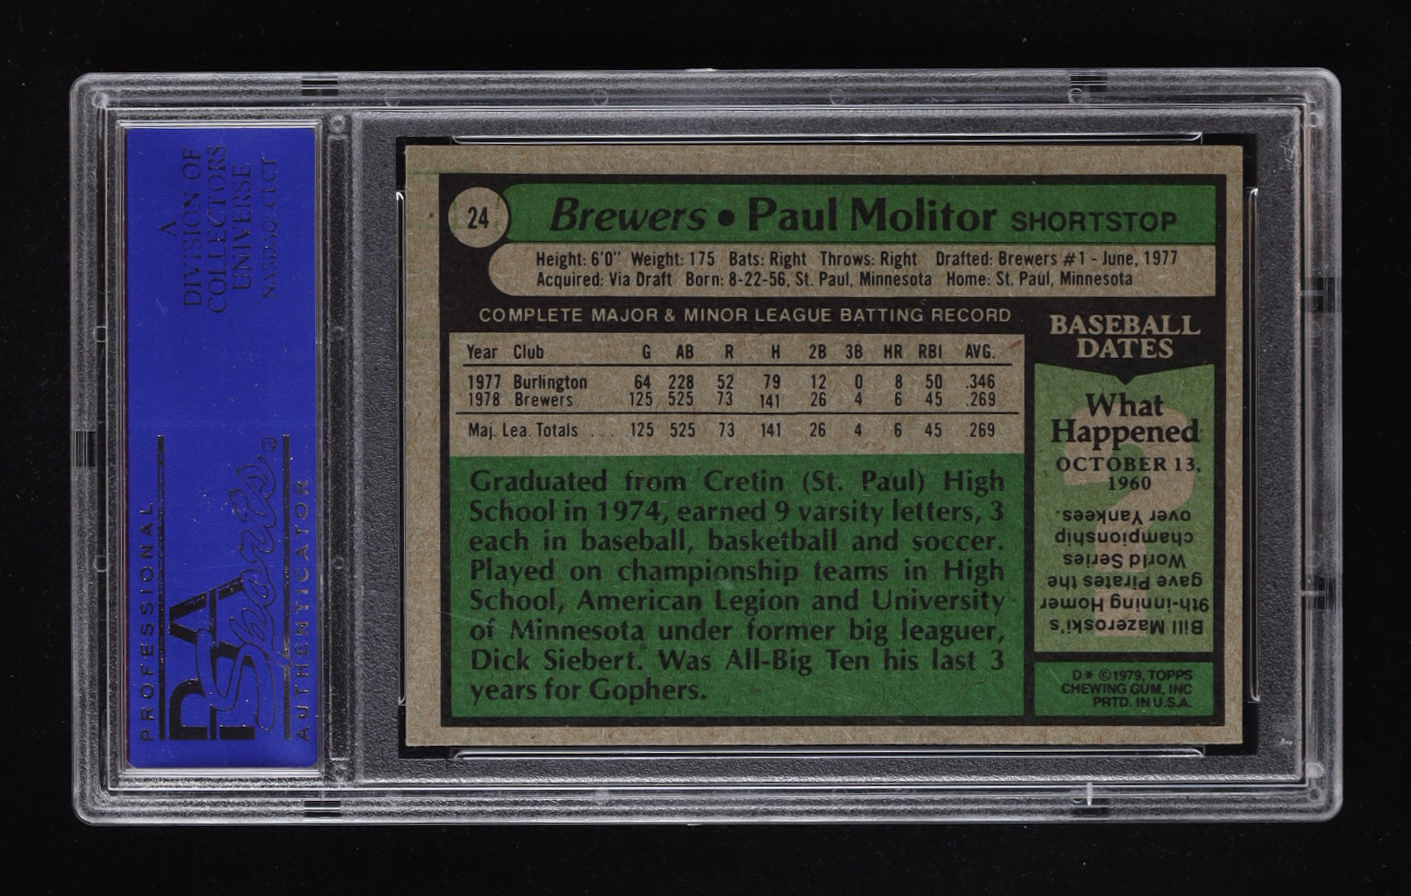 A
DIVISION OF
COLLECTORS
UNIVERSE
NASDAQ: CLCT
PROFESSIONAL
PSA
Sports
AUTHENTICATOR
24
Brewers • Paul Molitor SHORTSTOP
Height: 6'0" Weight: 175 Bats: Right Throws: Right Drafted: Brewers #1 - June, 1977
Acquired: Via Draft Born: 8-22-56, St. Paul, Minnesota Home: St. Paul, Minnesota
COMPLETE MAJOR & MINOR LEAGUE BATTING RECORD
Year Club G AB R H 2B 3B HR RBI AVG.
1977 Burlington 64 228 52 79 12 0 8 50 .346
1978 Brewers 125 525 73 141 26 4 6 45 .269
Maj. Lea. Totals . . . 125 525 73 141 26 4 6 45 .269
Graduated from Cretin (St. Paul) High
School in 1974, earned 9 varsity letters, 3
each in baseball, basketball and soccer.
Played on championship teams in High
School, American Legion and University
of Minnesota under former big leaguer,
Dick Siebert. Was All-Big Ten his last 3
years for Gophers.
BASEBALL
DATES
What
Happened
OCTOBER 13,
1960
Bill Mazeroski's
9th-inning Homer
gave Pirates the
World Series
championship
over Yankees.
D* ©1979, TOPPS
CHEWING GUM, INC
PRTD. IN U.S.A.